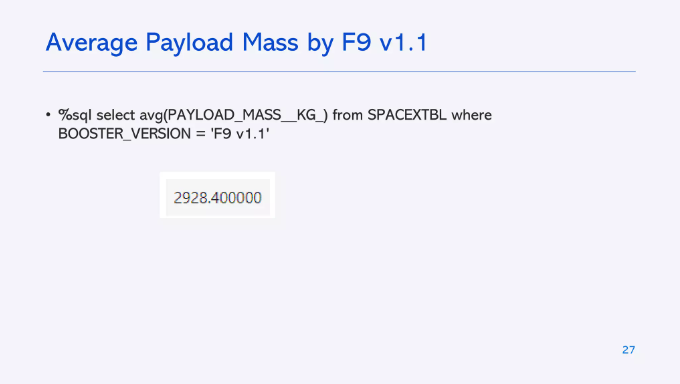 Average Payload Mass by F9 v1.1
• %sql select avg(PAYLOAD_MASS__KG_) from SPACEXTBL where
BOOSTER_VERSION = 'F9 v1.1'
2928.400000
27